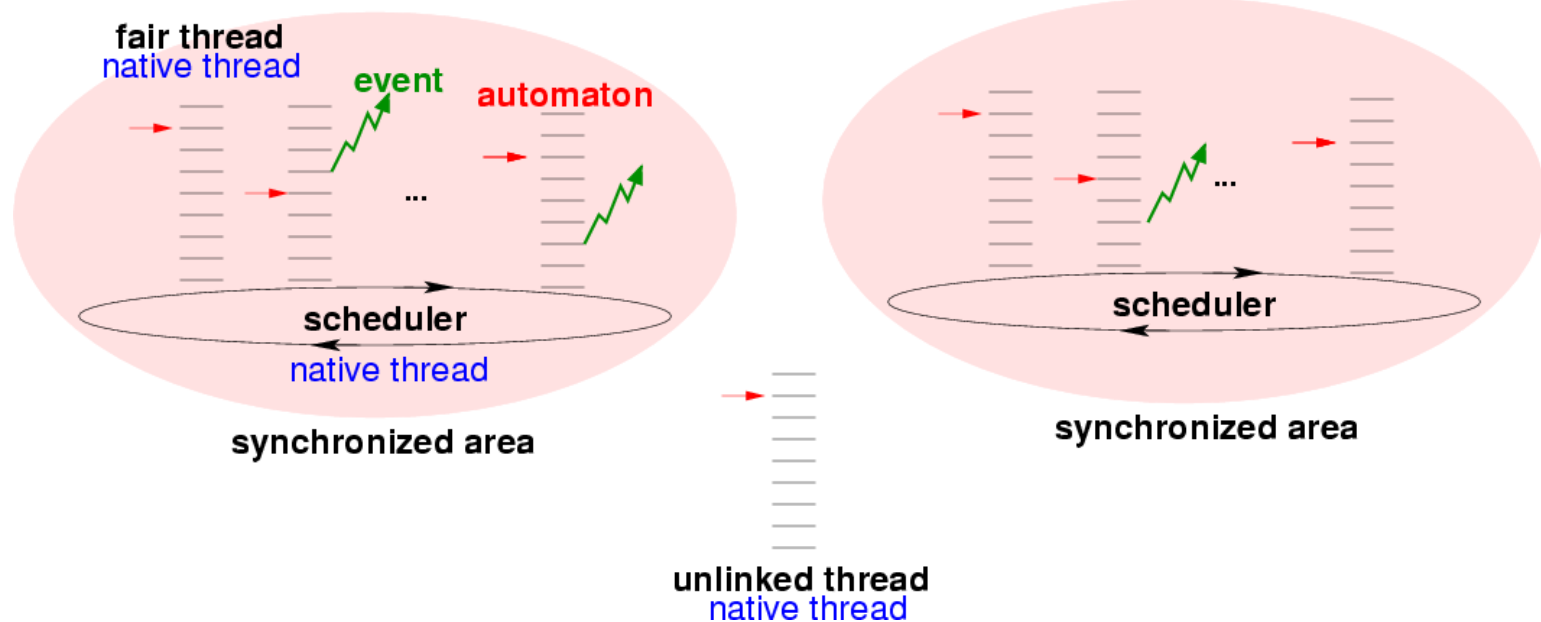 fair thread
native thread
event
automaton
...
scheduler
native thread
synchronized area
...
scheduler
synchronized area
unlinked thread
native thread